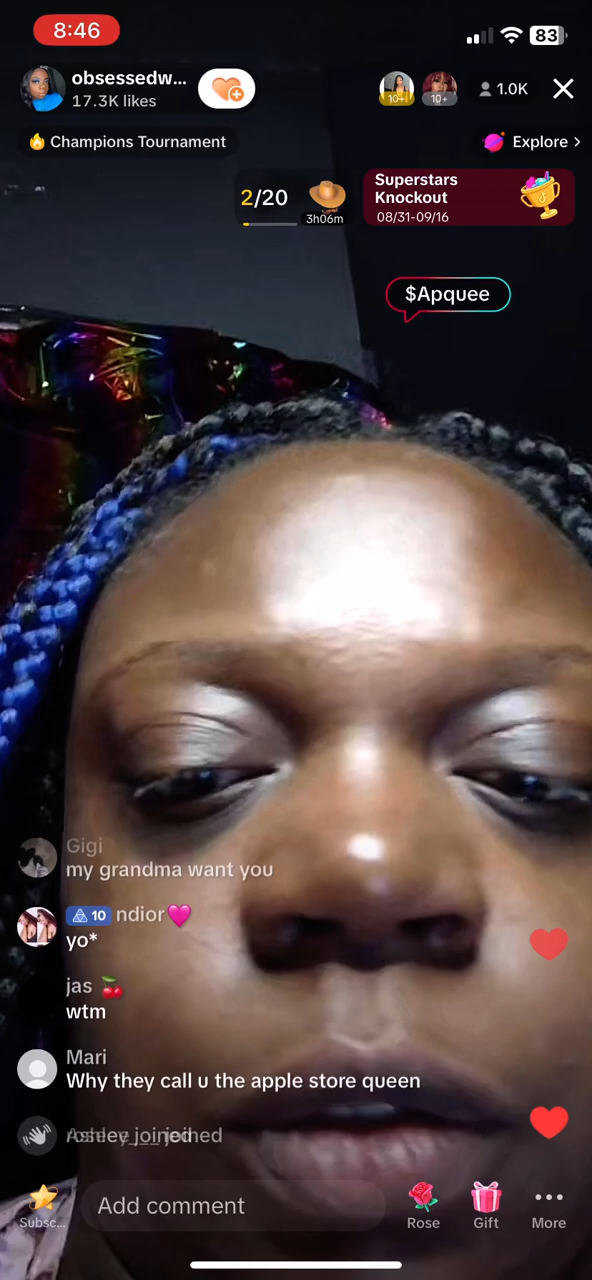 8:46
83
obsessedw...
17.3K likes
10+
10+
1.0K
Champions Tournament
Explore >
2/20
3h06m
Superstars
Knockout
08/31-09/16
$Apquee
Gigi
my grandma want you
10 ndior🩷
yo*
jas 🍒
wtm
Mari
Why they call u the apple store queen
joined
Subsc...
Add comment
Rose
Gift
More